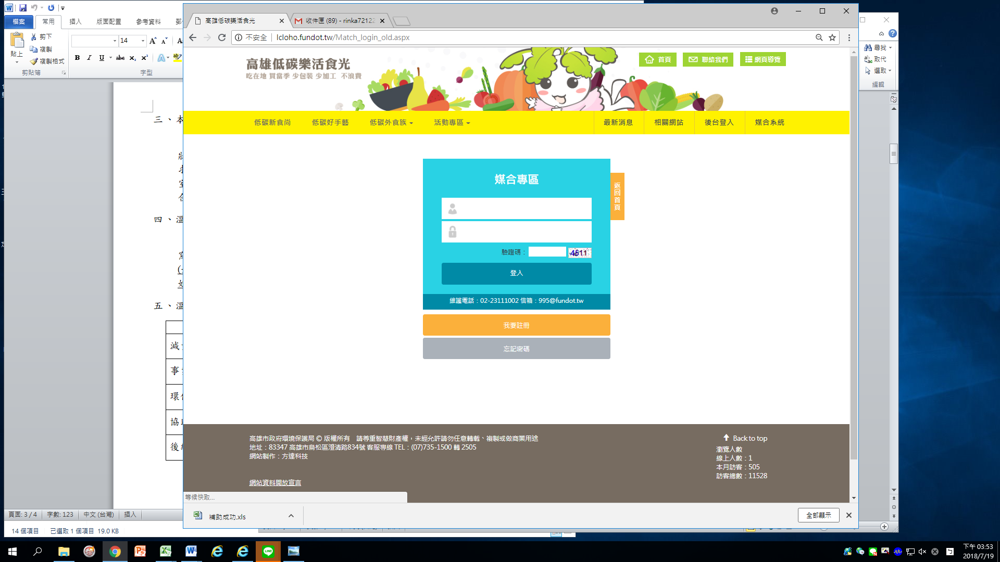 檔案
常用
插入
版面配置
參考資料
貼上
剪下
複製
複製格式
剪貼簿
14
字型
高雄低碳樂活食光
收件匣 (89) - rinka72122
不安全
lcloho.fundot.tw/Match_login_old.aspx
尋找
取代
選取
編輯
高雄低碳樂活食光
吃在地 買當季 少包裝 少加工 不浪費
首頁
聯絡我們
網頁導覽
低碳新食尚
低碳好手藝
低碳外食族
活動專區
最新消息
相關網站
後台登入
媒合系統
媒合專區
返回首頁
驗證碼：
4511
登入
維護電話：02-23111002 信箱：995@fundot.tw
我要註冊
忘記密碼
三、本
四、溫
五、溫
事
環
後
高雄市政府環境保護局 © 版權所有　請尊重智慧財產權，未經允許請勿任意轉載、複製或做商業用途
地址：83347 高雄市鳥松區澄清路834號 客服専線 TEL：(07)735-1500 轉 2505
網站製作：方達科技
網站資料開放宣言
Back to top
瀏覽人數
線上人數：1
本月訪客：505
訪客總數：11528
等候快取...
補助成功.xls
全部顯示
頁面: 3 / 4
字數: 123
中文 (台灣)
插入
14 個項目
已選取 1 個項目 19.0 KB
下午 03:53
2018/7/19